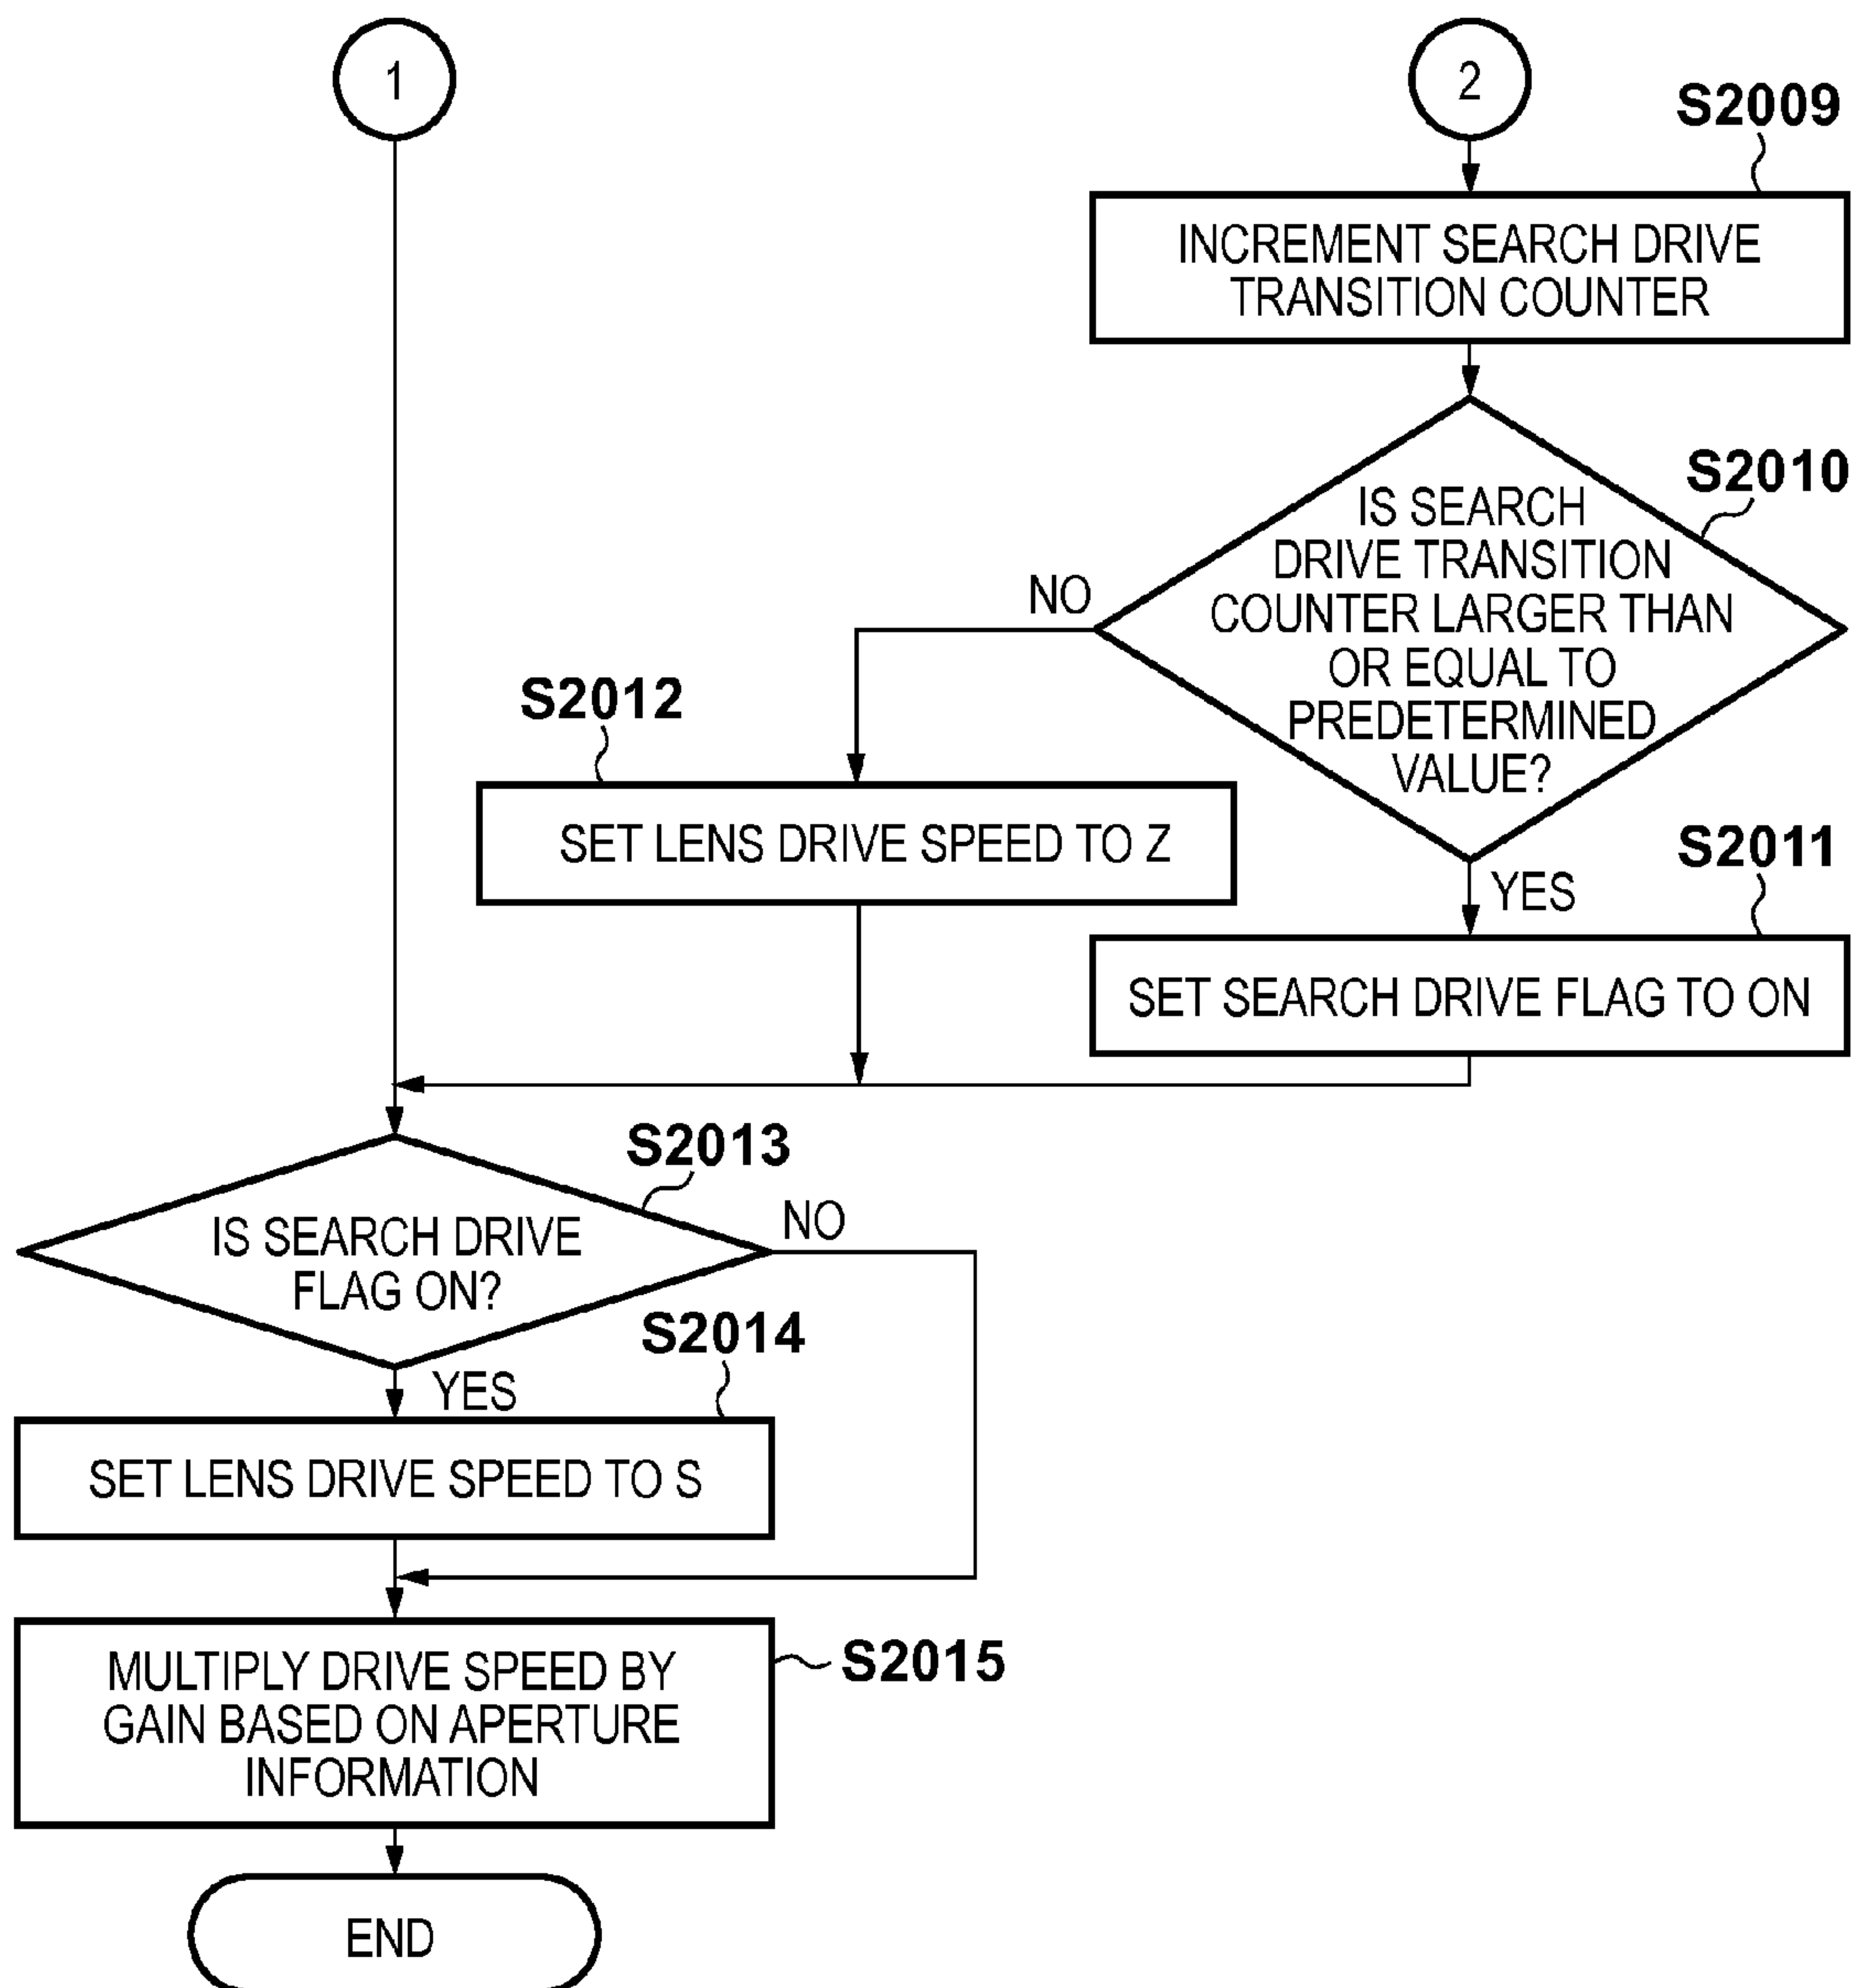 1
2
S2009
INCREMENT SEARCH DRIVE
TRANSITION COUNTER
S2010
IS SEARCH
DRIVE TRANSITION
COUNTER LARGER THAN
OR EQUAL TO
PREDETERMINED
VALUE?
NO
S2012
SET LENS DRIVE SPEED TO Z
YES
S2011
SET SEARCH DRIVE FLAG TO ON
S2013
IS SEARCH DRIVE
FLAG ON?
NO
YES
S2014
SET LENS DRIVE SPEED TO S
MULTIPLY DRIVE SPEED BY
GAIN BASED ON APERTURE
INFORMATION
S2015
END